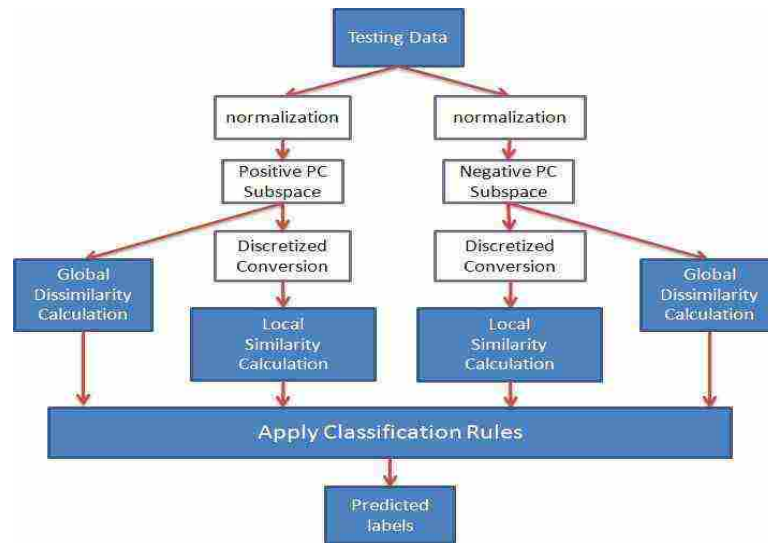 Testing Data
normalization
normalization
Positive PC
Subspace
Negative PC
Subspace
Global
Dissimilarity
Calculation
Discretized
Conversion
Discretized
Conversion
Global
Dissimilarity
Calculation
Local
Similarity
Calculation
Local
Similarity
Calculation
Apply Classification Rules
Predicted
labels